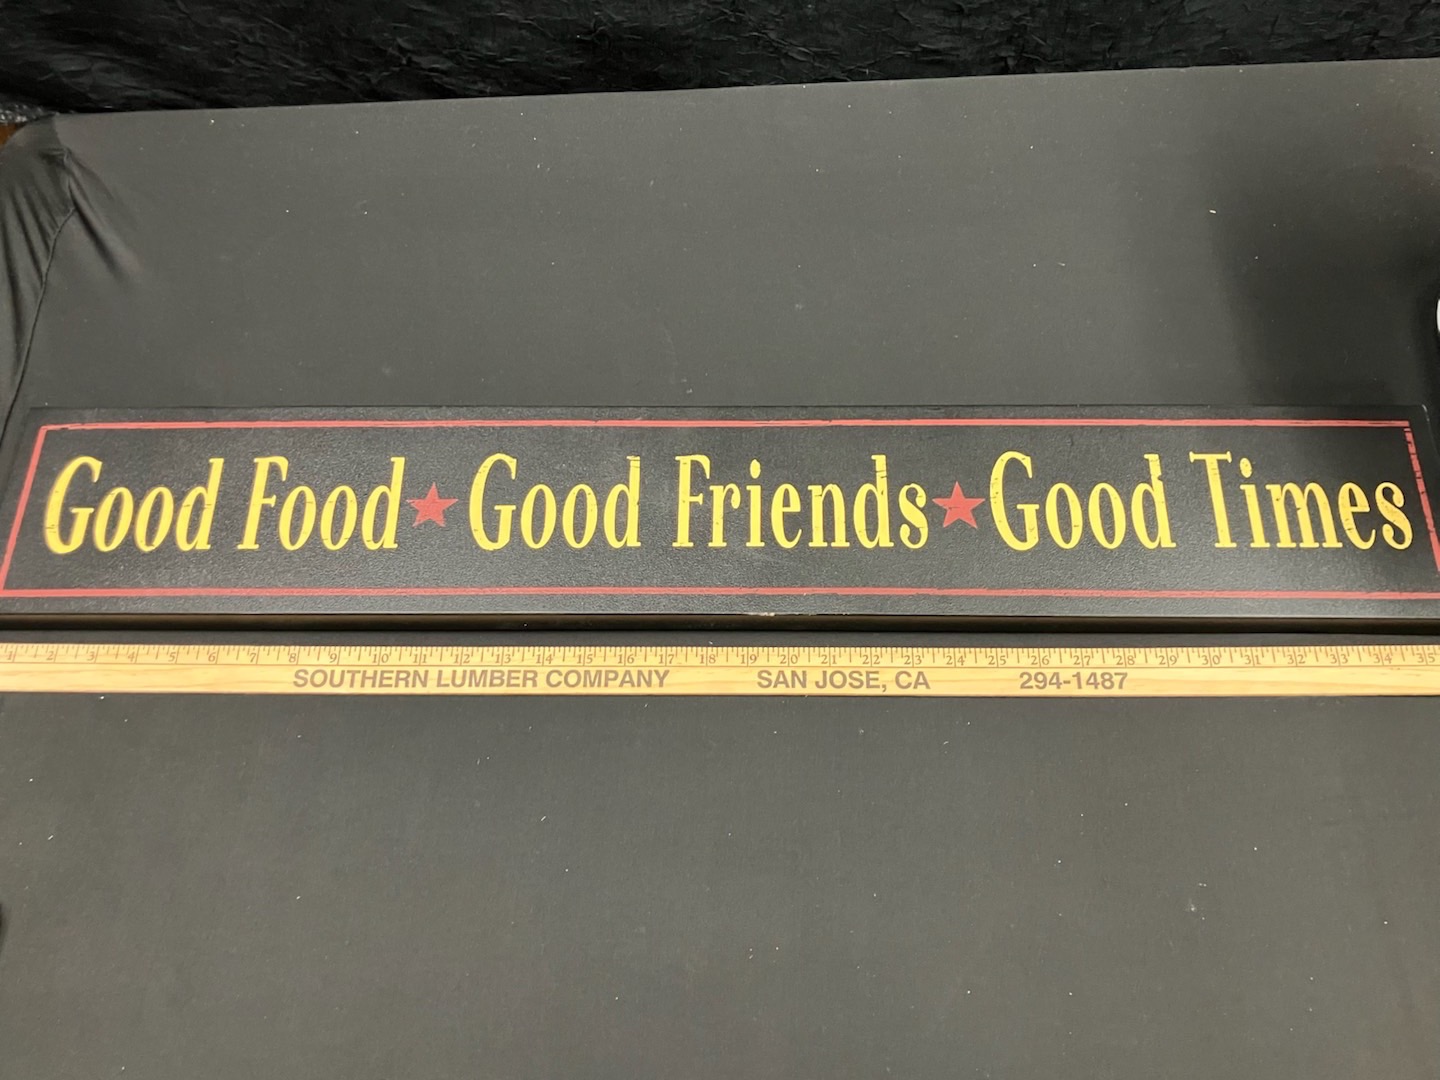 Good Food ★ Good Friends ★ Good Times
1 2 3 4 5 6 7 8 9 10 11 12 13 14 15 16 17 18 19 20 21 22 23 24 25 26 27 28 29 30 31 32 33 34 35
SOUTHERN LUMBER COMPANY SAN JOSE, CA 294-1487